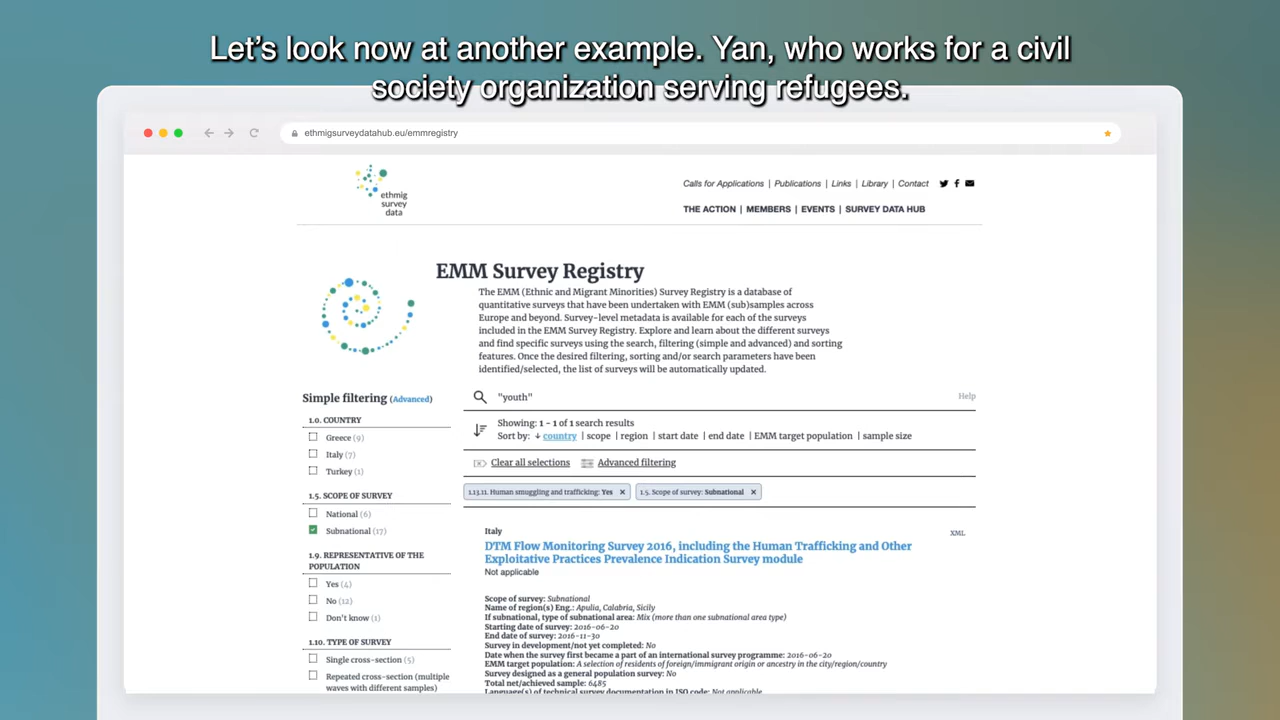 Let's look now at another example. Yan, who works for a civil
society organization serving refugees.
ethmigsurveydatahub.eu/emmregistry
ethmig
survey
data
Calls for Applications | Publications | Links | Library | Contact
THE ACTION | MEMBERS | EVENTS | SURVEY DATA HUB
EMM Survey Registry
The EMM (Ethnic and Migrant Minorities) Survey Registry is a database of
quantitative surveys that have been undertaken with EMM (sub)samples across
Europe and beyond. Survey-level metadata is available for each of the surveys
included in the EMM Survey Registry. Explore and learn about the different surveys
and find specific surveys using the search, filtering (simple and advanced) and sorting
features. Once the desired filtering, sorting and/or search parameters have been
identified/selected, the list of surveys will be automatically updated.
Simple filtering (Advanced)
1.0. COUNTRY
Greece (9)
Italy (7)
Turkey (1)
1.5. SCOPE OF SURVEY
National (6)
Subnational (17)
1.9. REPRESENTATIVE OF THE
POPULATION
Yes (4)
No (12)
Don't know (1)
1.10. TYPE OF SURVEY
Single cross-section (5)
Repeated cross-section (multiple
waves with different samples)
"youth"
Help
Showing: 1 - 1 of 1 search results
Sort by: country | scope | region | start date | end date | EMM target population | sample size
Clear all selections
Advanced filtering
1.13.11. Human smuggling and trafficking: Yes ×
1.5. Scope of survey: Subnational ×
Italy
XML
DTM Flow Monitoring Survey 2016, including the Human Trafficking and Other
Exploitative Practices Prevalence Indication Survey module
Not applicable
Scope of survey: Subnational
Name of region(s) Eng.: Apulia, Calabria, Sicily
If subnational, type of subnational area: Mix (more than one subnational area type)
Starting date of survey: 2016-06-20
End date of survey: 2016-11-30
Survey in development/not yet completed: No
Date when the survey first became a part of an international survey programme: 2016-06-20
EMM target population: A selection of residents of foreign/immigrant origin or ancestry in the city/region/country
Survey designed as a general population survey: No
Total net/achieved sample: 6485
Language(s) of technical survey documentation in ISO code: Not applicable